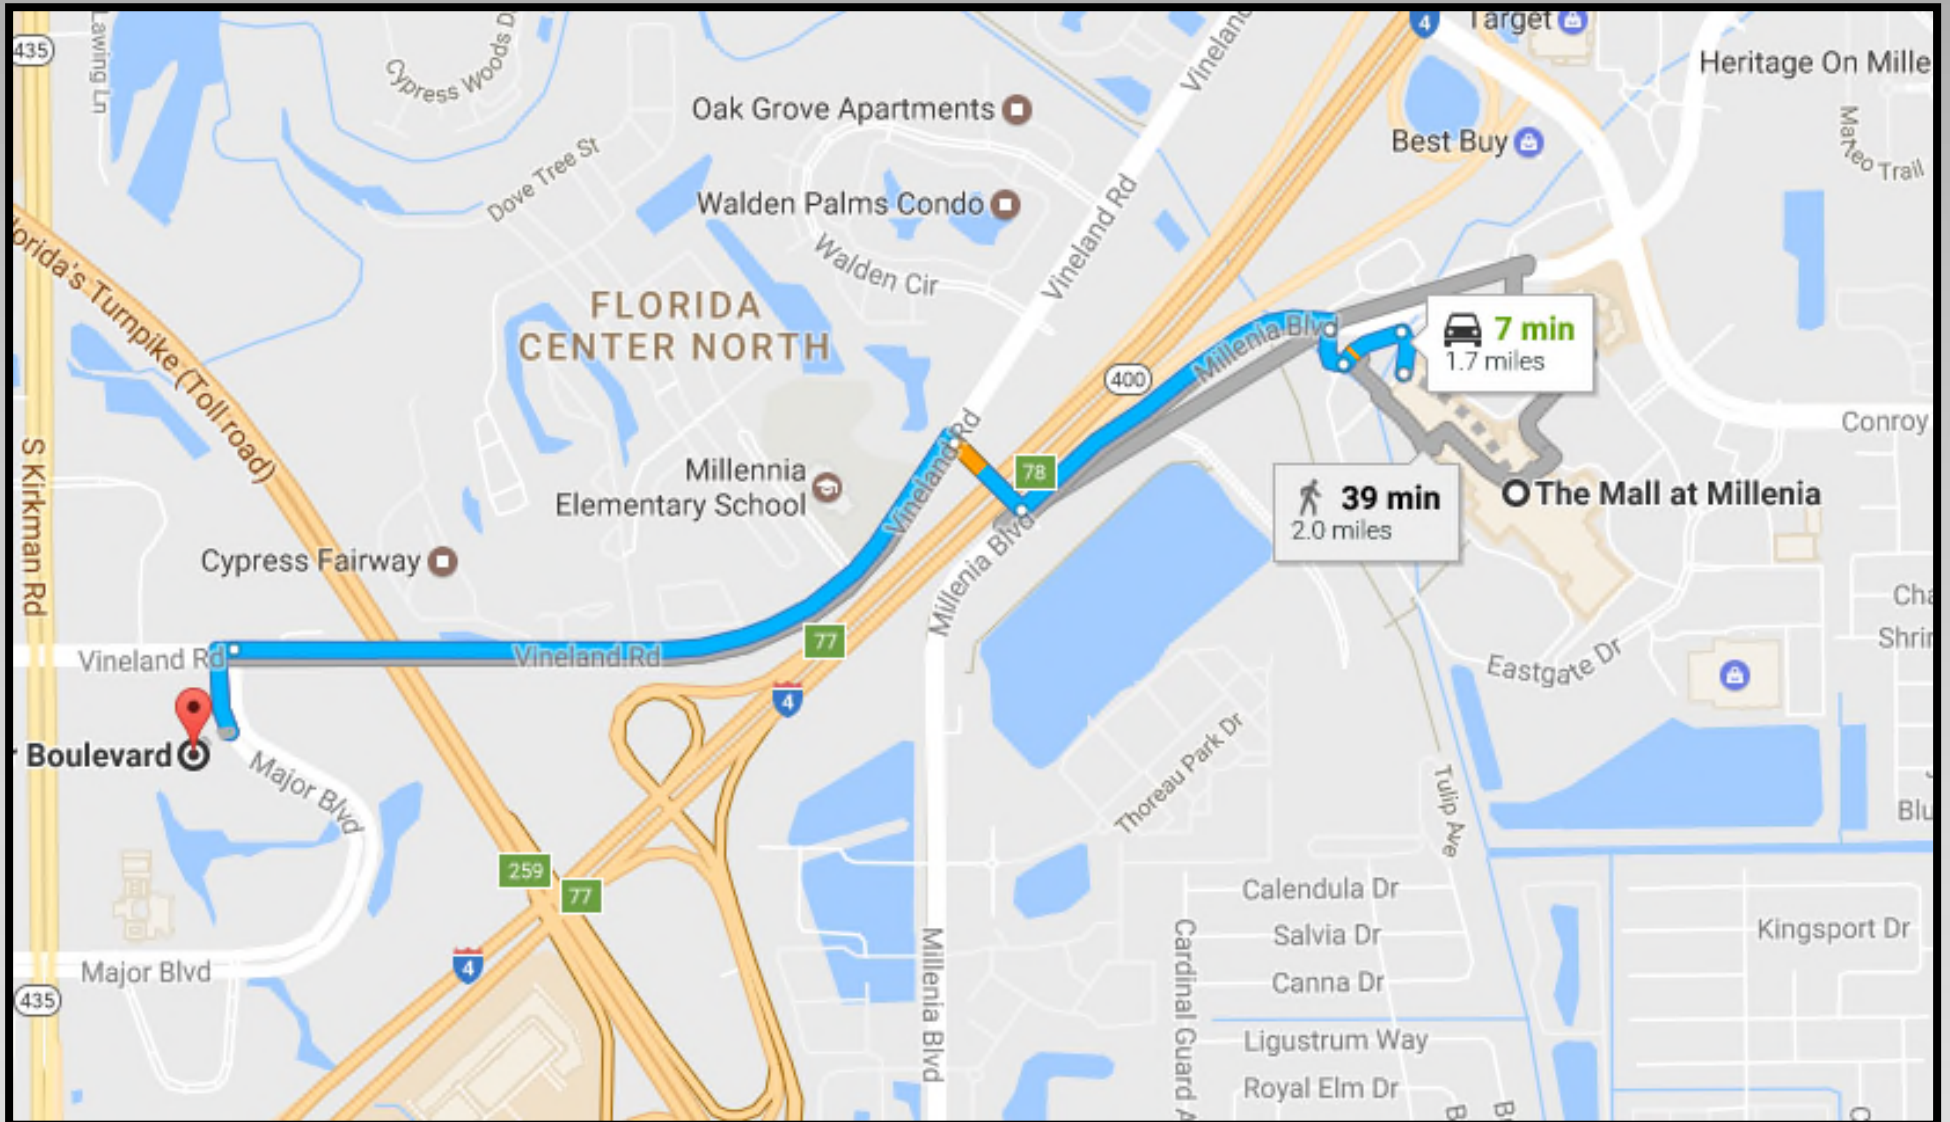 435
Lawing Ln
Cypress Woods D
Vineland
4
Target
Heritage On Mille
Oak Grove Apartments
Best Buy
Mateo Trail
Dove Tree St
Walden Palms Condo
Vineland Rd
Walden Cir
lorida's Turnpike (Toll road)
FLORIDA
CENTER NORTH
Millenia Blvd
7 min
1.7 miles
400
Conroy
S Kirkman Rd
Vineland Rd
78
Millennia
Elementary School
39 min
2.0 miles
The Mall at Millenia
Cypress Fairway
Millenia Blvd
Cha
Shrin
77
Vineland Rd
Vineland Rd
Eastgate Dr
4
r Boulevard
Major Blvd
Thoreau Park Dr
Tulip Ave
Blu
259
77
Calendula Dr
Kingsport Dr
Salvia Dr
4
Major Blvd
Millenia Blvd
Cardinal Guard A
Canna Dr
435
Ligustrum Way
Royal Elm Dr